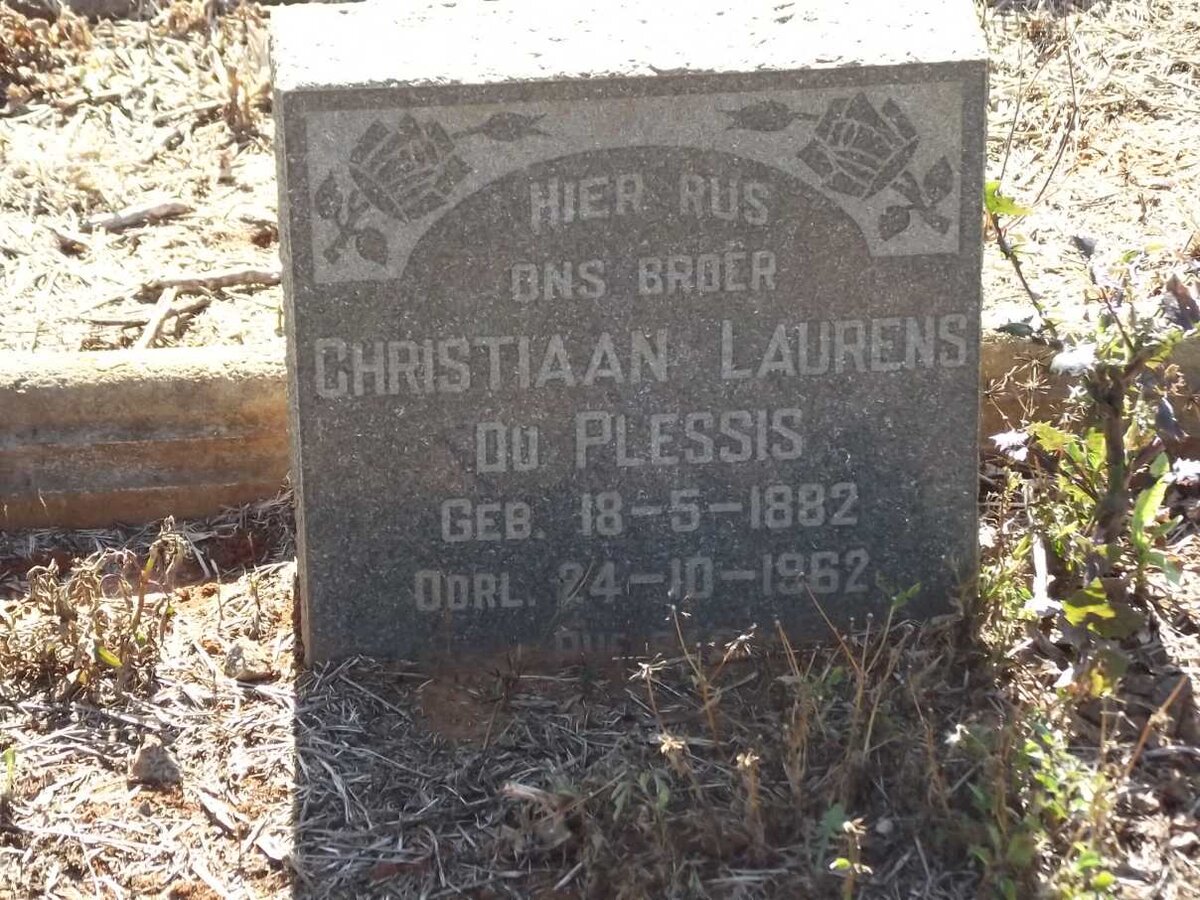 HIER RUS
ONS BROER
CHRISTIAAN LAURENS
DU PLESSIS
GEB. 18-5-1882
OORL. 24-10-1962